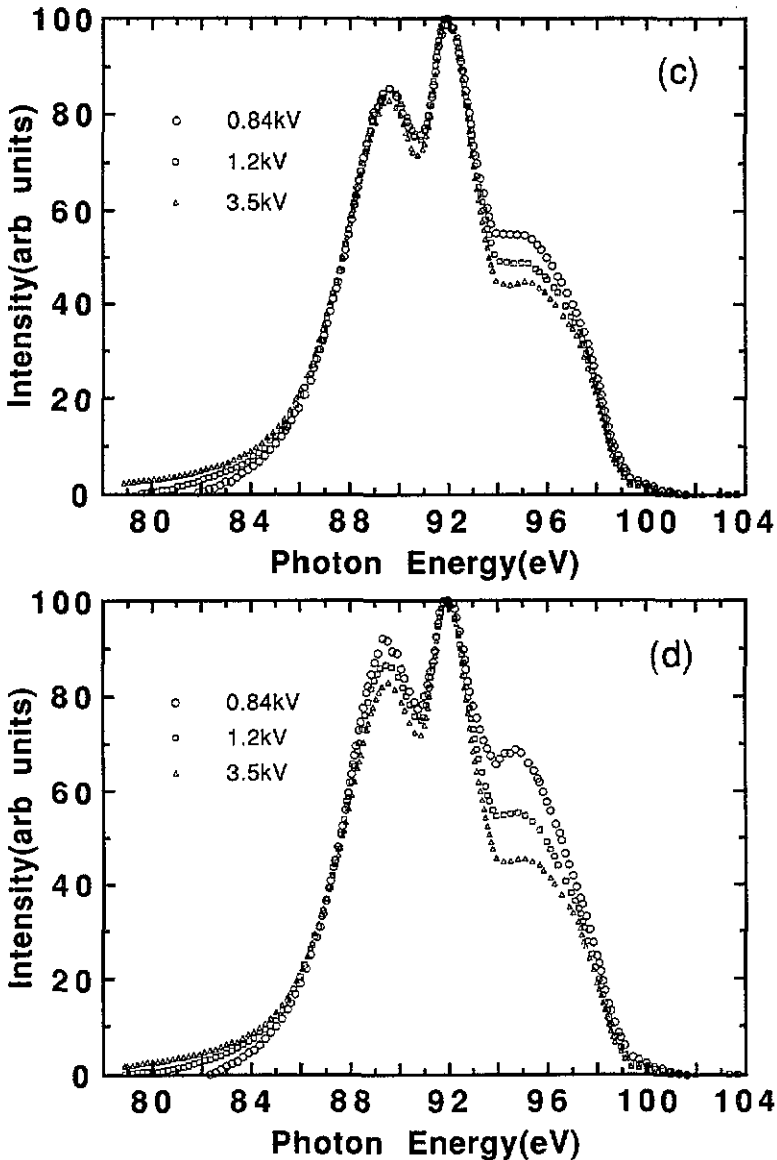 100
80
60
40
20
0
Intensity(arb units)
(c)
0.84kV
1.2kV
3.5kV
80 84 88 92 96 100 104
Photon Energy(eV)
100
80
60
40
20
0
Intensity(arb units)
(d)
0.84kV
1.2kV
3.5kV
80 84 88 92 96 100 104
Photon Energy(eV)